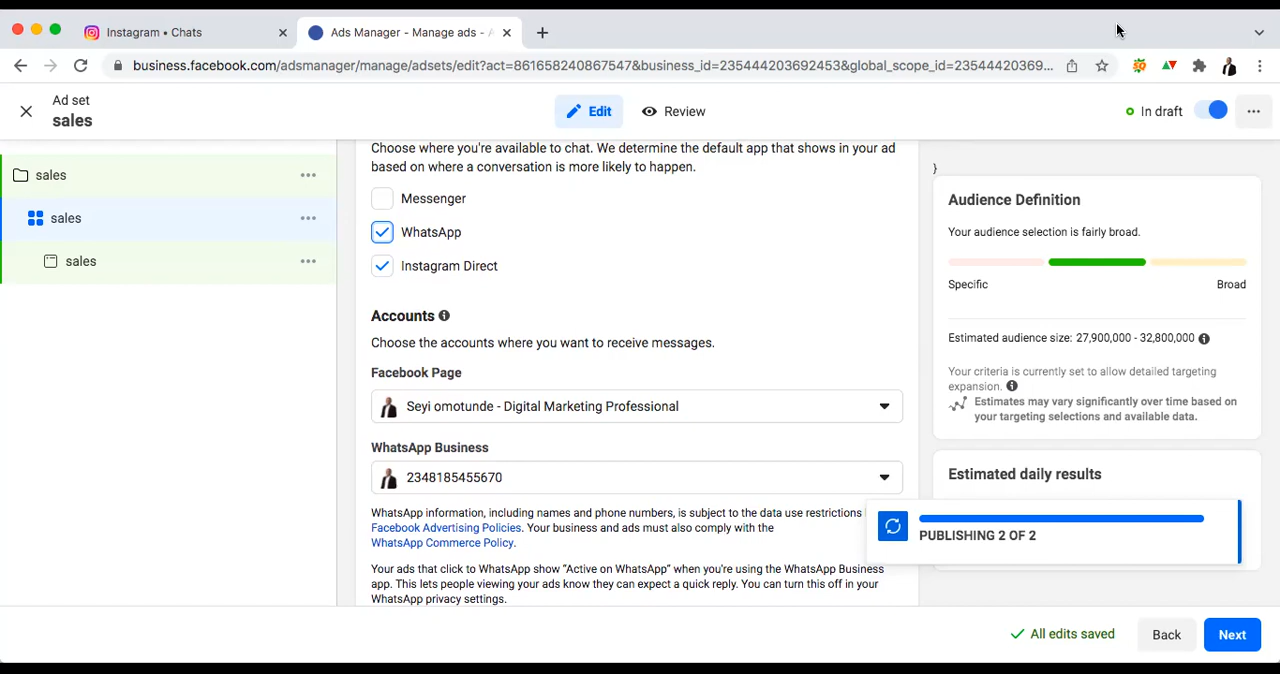 Instagram • Chats
Ads Manager - Manage ads - A
business.facebook.com/adsmanager/manage/adsets/edit?act=861658240867547&business_id=235444203692453&global_scope_id=23544420369...
Ad set
sales
Edit
Review
In draft
sales
sales
sales
Choose where you're available to chat. We determine the default app that shows in your ad
based on where a conversation is more likely to happen.
Messenger
WhatsApp
Instagram Direct
Accounts
Choose the accounts where you want to receive messages.
Facebook Page
Seyi omotunde - Digital Marketing Professional
WhatsApp Business
2348185455670
WhatsApp information, including names and phone numbers, is subject to the data use restrictions
Facebook Advertising Policies. Your business and ads must also comply with the
WhatsApp Commerce Policy.
Your ads that click to WhatsApp show “Active on WhatsApp” when you're using the WhatsApp Business
app. This lets people viewing your ads know they can expect a quick reply. You can turn this off in your
WhatsApp privacy settings.
}
Audience Definition
Your audience selection is fairly broad.
Specific
Broad
Estimated audience size: 27,900,000 - 32,800,000
Your criteria is currently set to allow detailed targeting
expansion.
Estimates may vary significantly over time based on
your targeting selections and available data.
Estimated daily results
PUBLISHING 2 OF 2
All edits saved
Back
Next